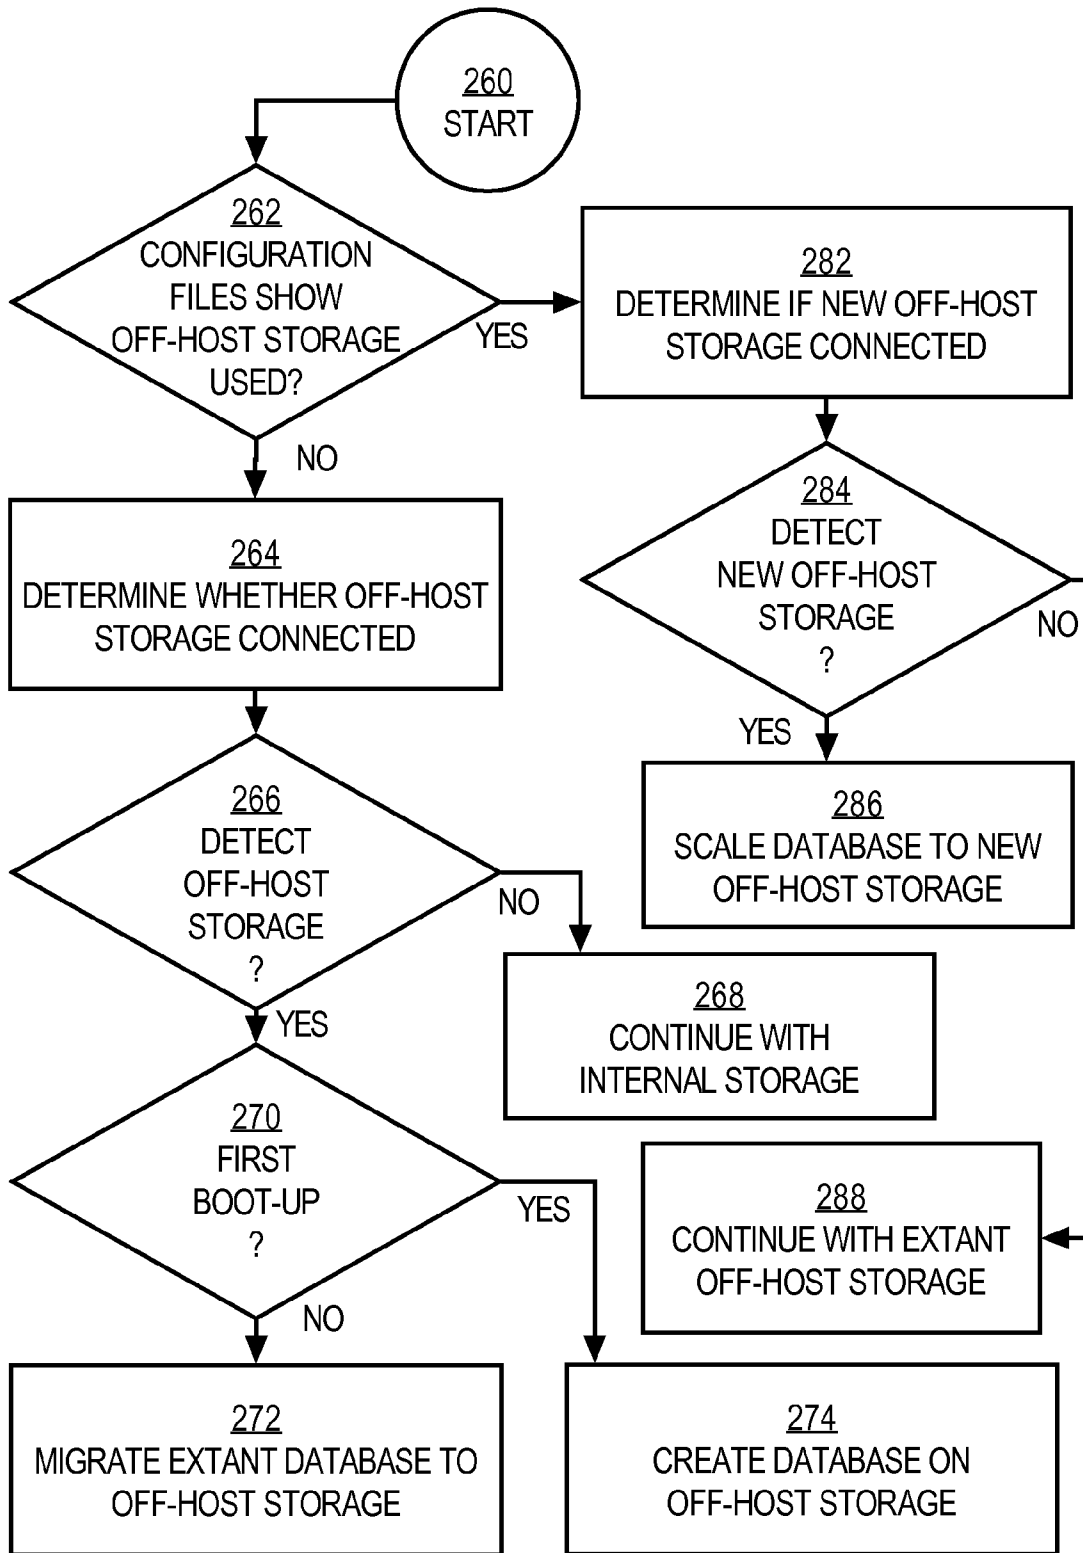 260
START
262
CONFIGURATION
FILES SHOW
OFF-HOST STORAGE
USED?
YES
NO
282
DETERMINE IF NEW OFF-HOST
STORAGE CONNECTED
284
DETECT
NEW OFF-HOST
STORAGE
?
NO
YES
264
DETERMINE WHETHER OFF-HOST
STORAGE CONNECTED
286
SCALE DATABASE TO NEW
OFF-HOST STORAGE
266
DETECT
OFF-HOST
STORAGE
?
NO
YES
268
CONTINUE WITH
INTERNAL STORAGE
270
FIRST
BOOT-UP
?
YES
NO
288
CONTINUE WITH EXTANT
OFF-HOST STORAGE
272
MIGRATE EXTANT DATABASE TO
OFF-HOST STORAGE
274
CREATE DATABASE ON
OFF-HOST STORAGE